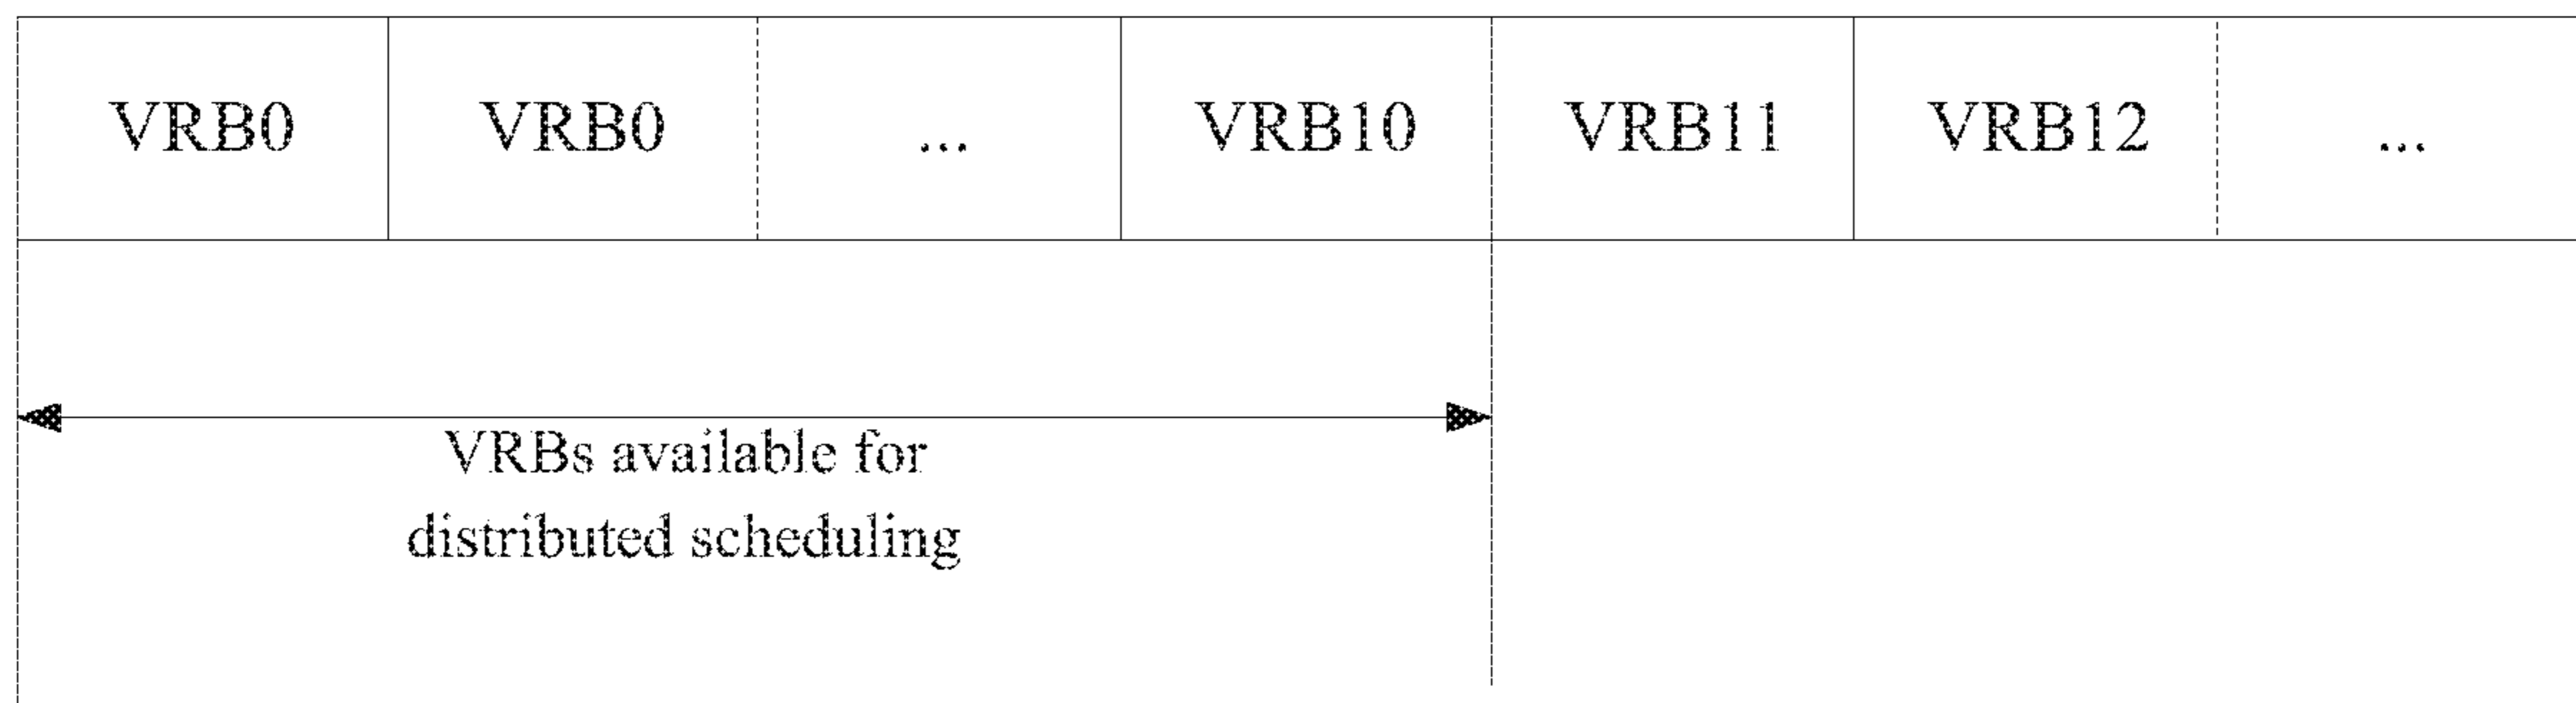 VRB0 VRB0 ... VRB10 VRB11 VRB12 ...
VRBs available for
distributed scheduling